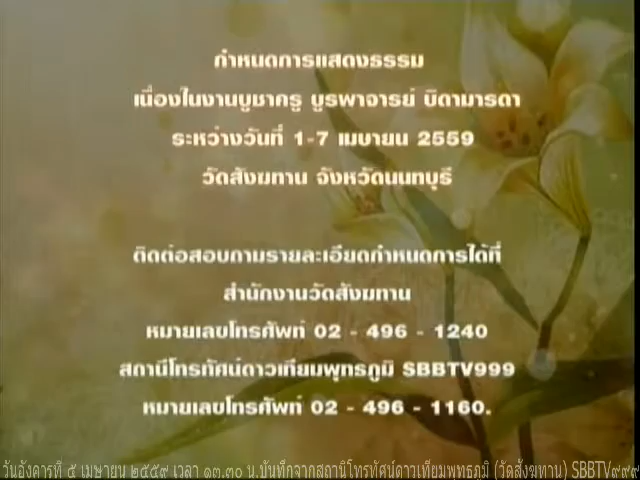 กำหนดการแสดงธรรม
เนื่องในงานบูชาครู บูรพาจารย์ บิดามารดา
ระหว่างวันที่ 1-7 เมษายน 2559
วัดสังฆทาน จังหวัดนนทบุรี
ติดต่อสอบถามรายละเอียดกำหนดการได้ที่
สำนักงานวัดสังฆทาน
หมายเลขโทรศัพท์ 02 - 496 - 1240
สถานีโทรทัศน์ดาวเทียมพุทธภูมิ SBBTV999
หมายเลขโทรศัพท์ 02 - 496 - 1160.
วันอังคารที่ ๕ เมษายน ๒๕๕๙ เวลา ๑๓.๓๐ น.บันทึกจากสถานีโทรทัศน์ดาวเทียมพุทธภูมิ (วัดสังฆทาน) SBBTV๙๙๙